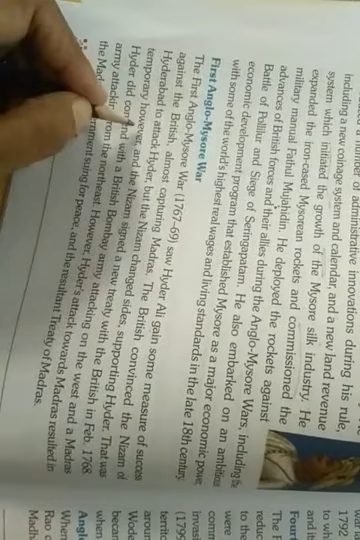 number administrative innovations during his rule,
including a new coinage system and calendar, and a new land revenue
system which initiated the growth of the Mysore silk industry. He
expanded the iron-cased Mysorean rockets and commissioned the
military manual Fathul Mujahidin. He deployed the rockets against
advances of British forces and their allies during the Anglo-Mysore Wars, including the
Battle of Pollilur and Siege of Seringapatam. He also embarked on an ambitious
economic development program that established Mysore as a major economic power,
with some of the world's highest real wages and living standards in the late 18th century.
First Anglo-Mysore War
The First Anglo-Mysore War (1767–69) saw Hyder Ali gain some measure of success
against the British, almost capturing Madras. The British convinced the Nizam of
Hyderabad to attack Hyder, but the Nizam changed sides, supporting Hyder. That was
temporary however, and the Nizam signed a new treaty with the British in Feb. 1768.
Hyder did with a British Bombay army attacking on the west and a Madras
army from the northeast. However, Hyder's attack towards Madras resulted in
the suing for peace, and the resultant Treaty of Madras.
1792
to wh
Fourt
The F
reduc
to the
were
comm
invasi
(1799
territo
aroun
Wode
becam
when
Anglo
When
Rao c
Madh